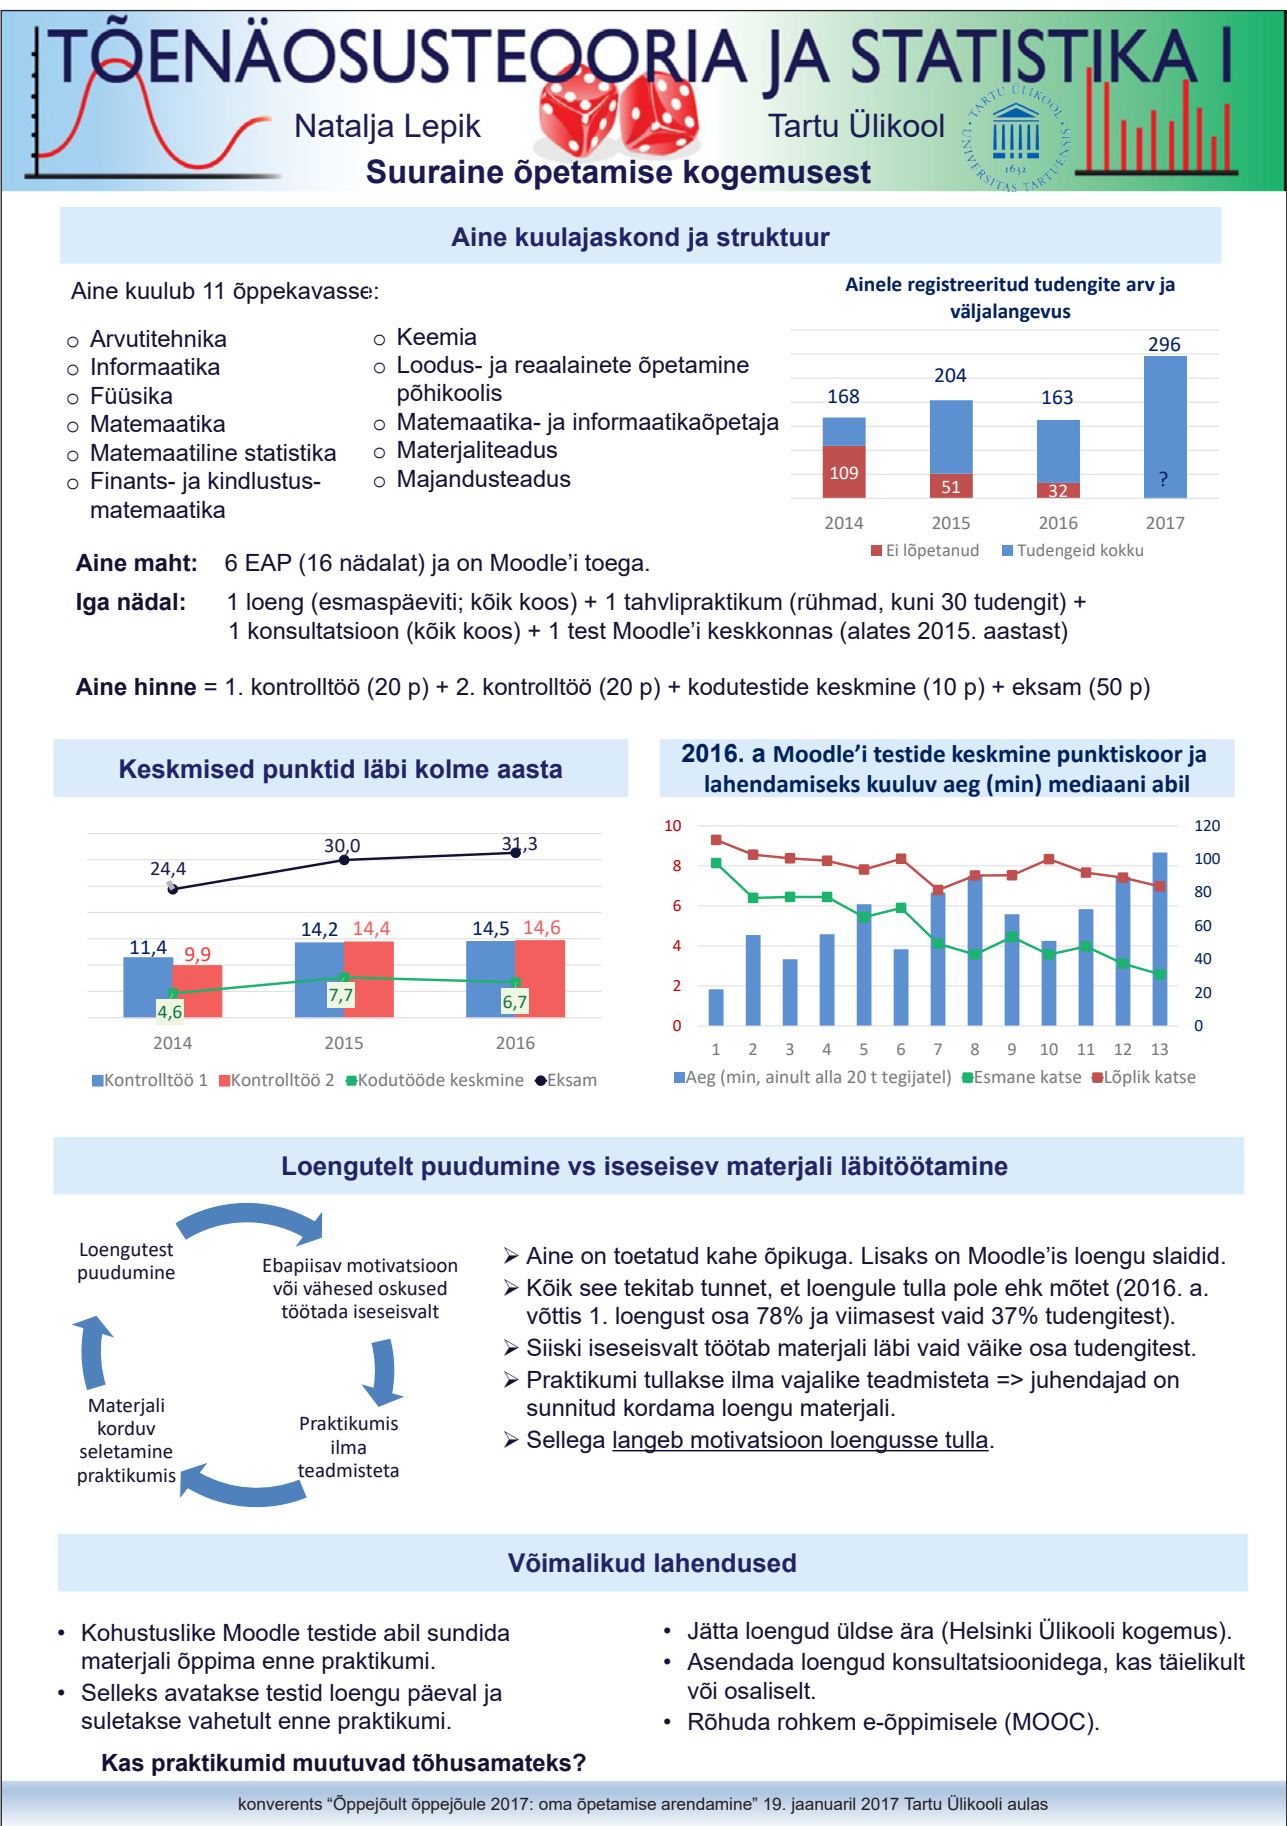 TÕENÄOSUSTEOORIA JA STATISTIKA I
Natalja Lepik
Tartu Ülikool
TARTU ÜLIKOOL
UNIVERSITAS TARTUENSIS
1632
Suuraine õpetamise kogemusest
Aine kuulajaskond ja struktuur
Aine kuulub 11 õppekavasse:
○ Arvutitehnika
○ Informaatika
○ Füüsika
○ Matemaatika
○ Matemaatiline statistika
○ Finants- ja kindlustus-
matemaatika
○ Keemia
○ Loodus- ja reaalainete õpetamine
põhikoolis
○ Matemaatika- ja informaatikaõpetaja
○ Materjaliteadus
○ Majandusteadus
Ainele registreeritud tudengite arv ja
väljalangevus
168
204
163
296
109
51
32
?
2014 2015 2016 2017
Ei lõpetanud Tudengeid kokku
Aine maht: 6 EAP (16 nädalat) ja on Moodle'i toega.
Iga nädal: 1 loeng (esmaspäeviti; kõik koos) + 1 tahvlipraktikum (rühmad, kuni 30 tudengit) +
1 konsultatsioon (kõik koos) + 1 test Moodle'i keskkonnas (alates 2015. aastast)
Aine hinne = 1. kontrolltöö (20 p) + 2. kontrolltöö (20 p) + kodutestide keskmine (10 p) + eksam (50 p)
Keskmised punktid läbi kolme aasta
24,4 30,0 31,3
11,4 9,9 14,2 14,4 14,5 14,6
4,6 7,7 6,7
2014 2015 2016
Kontrolltöö 1 Kontrolltöö 2 Kodutööde keskmine Eksam
2016. a Moodle'i testide keskmine punktiskoor ja
lahendamiseks kuuluv aeg (min) mediaani abil
10 120
8 100
6 80
4 60
2 40
0 20
0
1 2 3 4 5 6 7 8 9 10 11 12 13
Aeg (min, ainult alla 20 t tegijatel) Esmane katse Lõplik katse
Loengutelt puudumine vs iseseisev materjali läbitöötamine
Loengutest
puudumine
Ebapiisav motivatsioon
või vähesed oskused
töötada iseseisvalt
Praktikumis
ilma
teadmisteta
Materjali
korduv
seletamine
praktikumis
➢ Aine on toetatud kahe õpikuga. Lisaks on Moodle'is loengu slaidid.
➢ Kõik see tekitab tunnet, et loengule tulla pole ehk mõtet (2016. a.
võttis 1. loengust osa 78% ja viimasest vaid 37% tudengitest).
➢ Siiski iseseisvalt töötab materjali läbi vaid väike osa tudengitest.
➢ Praktikumi tullakse ilma vajalike teadmisteta => juhendajad on
sunnitud kordama loengu materjali.
➢ Sellega langeb motivatsioon loengusse tulla.
Võimalikud lahendused
• Kohustuslike Moodle testide abil sundida
materjali õppima enne praktikumi.
• Selleks avatakse testid loengu päeval ja
suletakse vahetult enne praktikumi.
Kas praktikumid muutuvad tõhusamateks?
• Jätta loengud üldse ära (Helsinki Ülikooli kogemus).
• Asendada loengud konsultatsioonidega, kas täielikult
või osaliselt.
• Rõhuda rohkem e-õppimisele (MOOC).
konverents “Õppejõult õppejõule 2017: oma õpetamise arendamine” 19. jaanuaril 2017 Tartu Ülikooli aulas